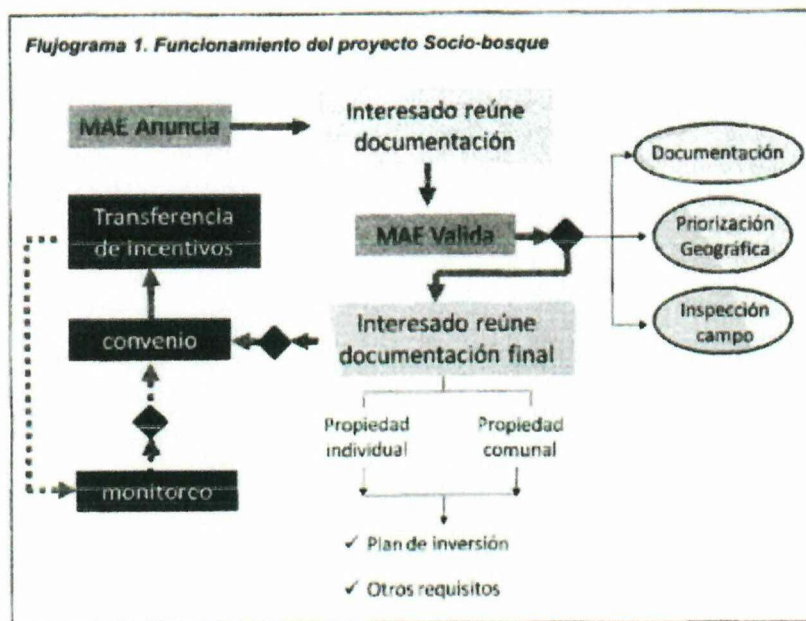 Flujograma 1. Funcionamiento del proyecto Socio-bosque
MAE Anuncia
Interesado reúne
documentación
Documentación
Transferencia
de incentivos
MAE Valida
Priorización
Geográfica
convenio
Interesado reúne
documentación final
Inspección
campo
Propiedad
individual
Propiedad
comunal
monitoreo
✓ Plan de inversión
✓ Otros requisitos